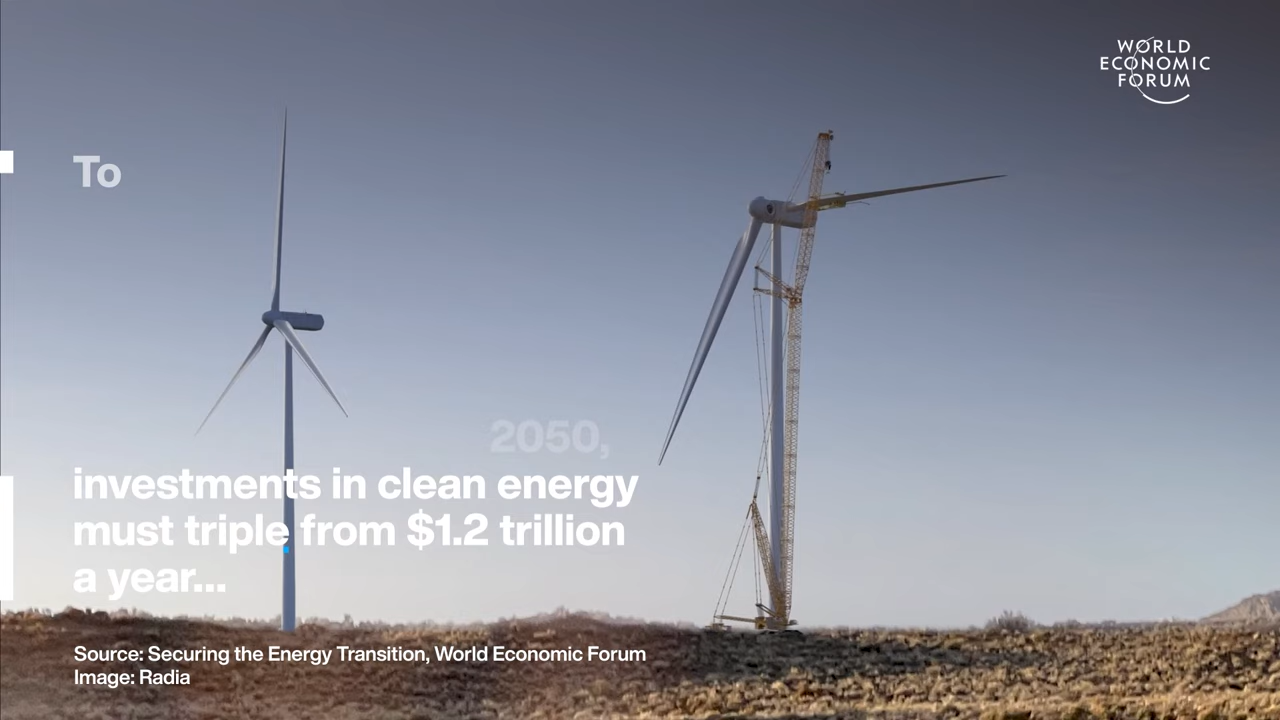 WORLD
ECONOMIC
FORUM
To
2050,
investments in clean energy
must triple from $1.2 trillion
a year...
Source: Securing the Energy Transition, World Economic Forum
Image: Radia